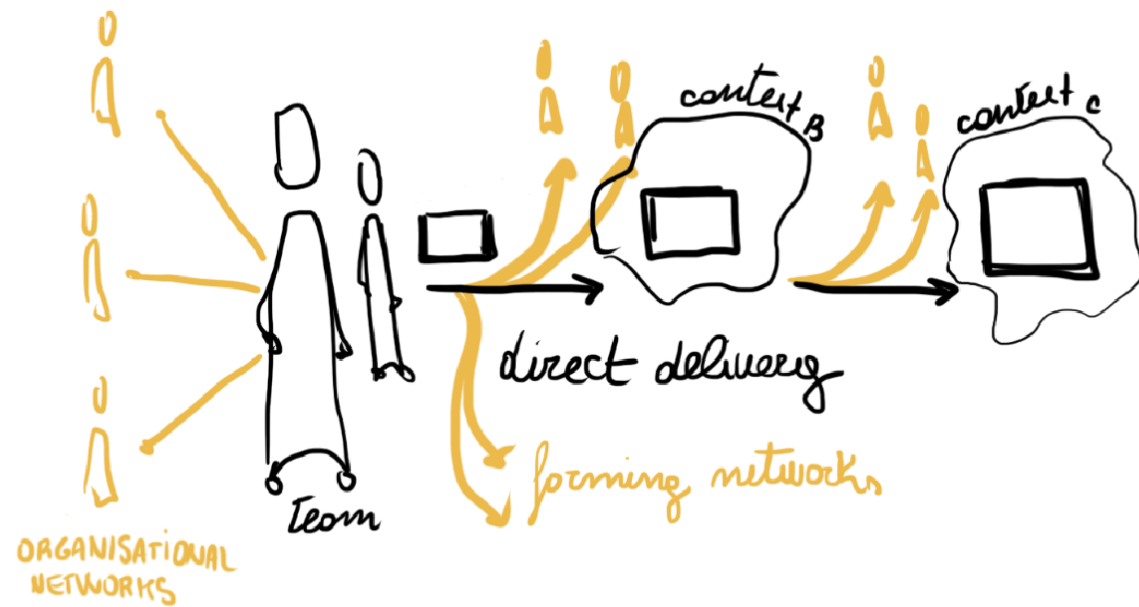 context B
context C
direct delivery
forming networks
Team
ORGANISATIONAL
NETWORKS